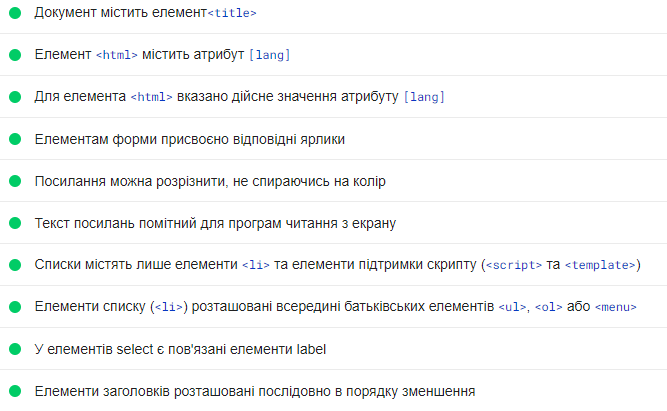 Документ містить елемент<title>
Елемент <html> містить атрибут [lang]
Для елемента <html> вказано дійсне значення атрибуту [lang]
Елементам форми присвоєно відповідні ярлики
Посилання можна розрізнити, не спираючись на колір
Текст посилань помітний для програм читання з екрану
Списки містять лише елементи <li> та елементи підтримки скрипту (<script> та <template>)
Елементи списку (<li>) розташовані всередині батьківських елементів <ul>, <ol> або <menu>
У елементів select є пов'язані елементи label
Елементи заголовків розташовані послідовно в порядку зменшення